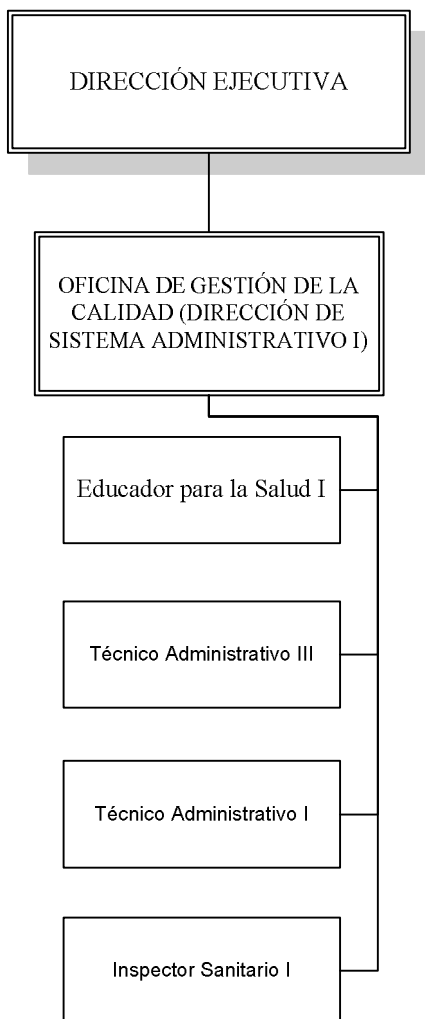 DIRECCIÓN EJECUTIVA
OFICINA DE GESTIÓN DE LA
CALIDAD (DIRECCIÓN DE
SISTEMA ADMINISTRATIVO I)
Educador para la Salud I
Técnico Administrativo III
Técnico Administrativo I
Inspector Sanitario I